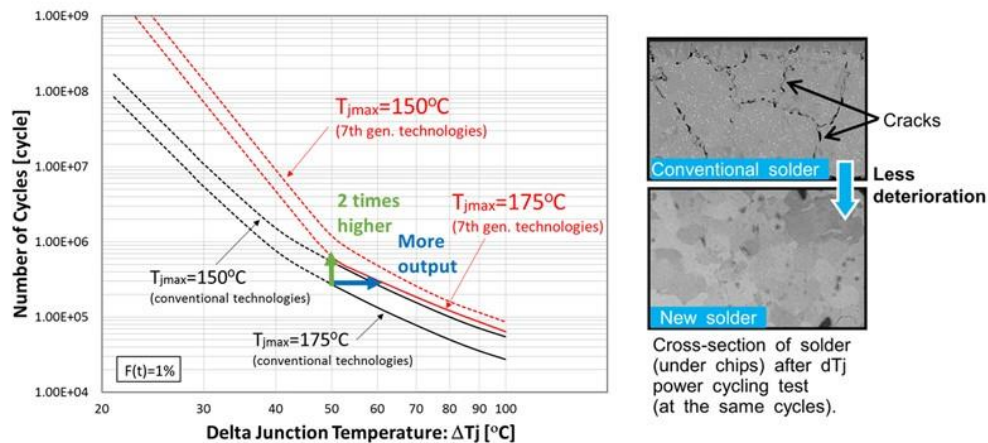 Number of Cycles [cycle]
1.00E+09
1.00E+08
1.00E+07
1.00E+06
1.00E+05
1.00E+04
20
30
40
50
60
70
80
90
100
Delta Junction Temperature: ΔTj [°C]
Tjmax=150°C
(7th gen. technologies)
2 times
higher
Tjmax=175°C
(7th gen. technologies)
More
output
Tjmax=150°C
(conventional technologies)
Tjmax=175°C
(conventional technologies)
F(t)=1%
Cracks
Conventional solder
Less
deterioration
New solder
Cross-section of solder
(under chips) after dTj
power cycling test
(at the same cycles).